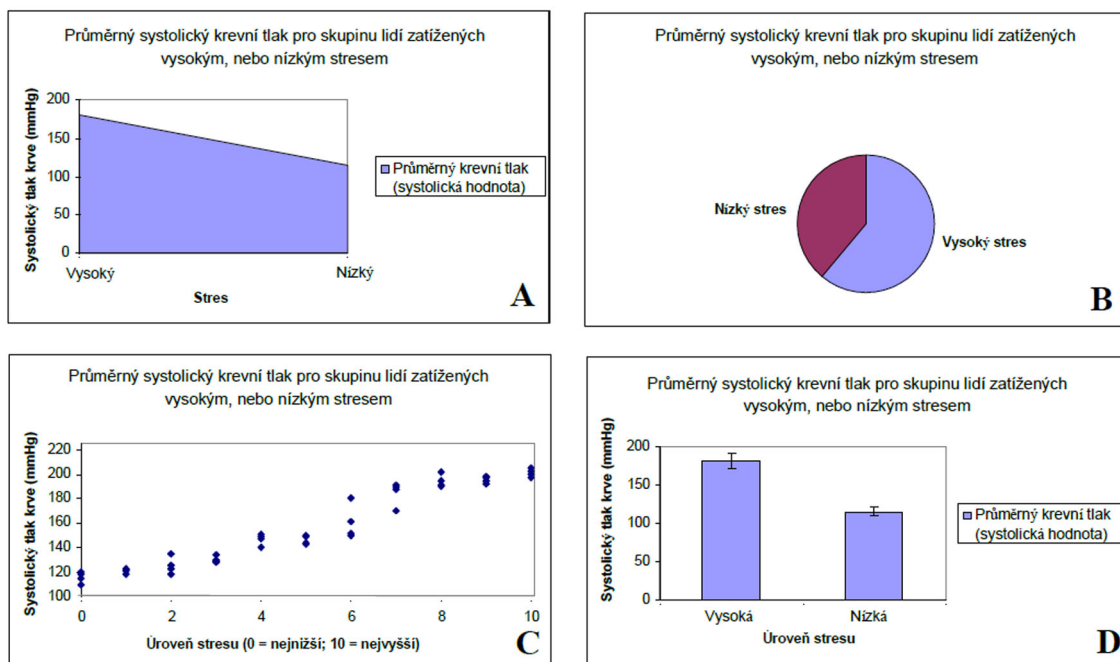 Průměrný systolický krevní tlak pro skupinu lidí zatížených
vysokým, nebo nízkým stresem
Systolický tlak krve (mmHg)
200
150
100
50
0
Vysoký
Nízký
Stres
Průměrný krevní tlak
(systolická hodnota)
A
Průměrný systolický krevní tlak pro skupinu lidí zatížených
vysokým, nebo nízkým stresem
Nízký stres
Vysoký stres
B
Průměrný systolický krevní tlak pro skupinu lidí zatížených
vysokým, nebo nízkým stresem
Systolický tlak krve (mmHg)
220
200
180
160
140
120
100
0 2 4 6 8 10
Úroveň stresu (0 = nejnižší; 10 = nejvyšší)
C
Průměrný systolický krevní tlak pro skupinu lidí zatížených
vysokým, nebo nízkým stresem
Systolický tlak krve (mmHg)
200
150
100
50
0
Vysoká
Nízká
Úroveň stresu
Průměrný krevní tlak
(systolická hodnota)
D